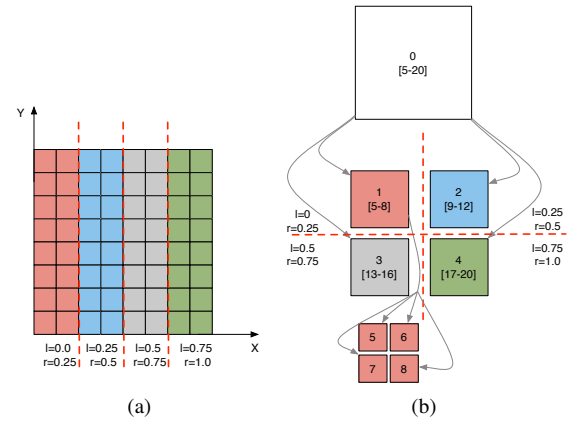 Y
X
l=0.0
r=0.25
l=0.25
r=0.5
l=0.5
r=0.75
l=0.75
r=1.0
(a)
0
[5-20]
1
[5-8]
2
[9-12]
l=0
r=0.25
l=0.25
r=0.5
l=0.5
r=0.75
l=0.75
r=1.0
3
[13-16]
4
[17-20]
5
6
7
8
(b)